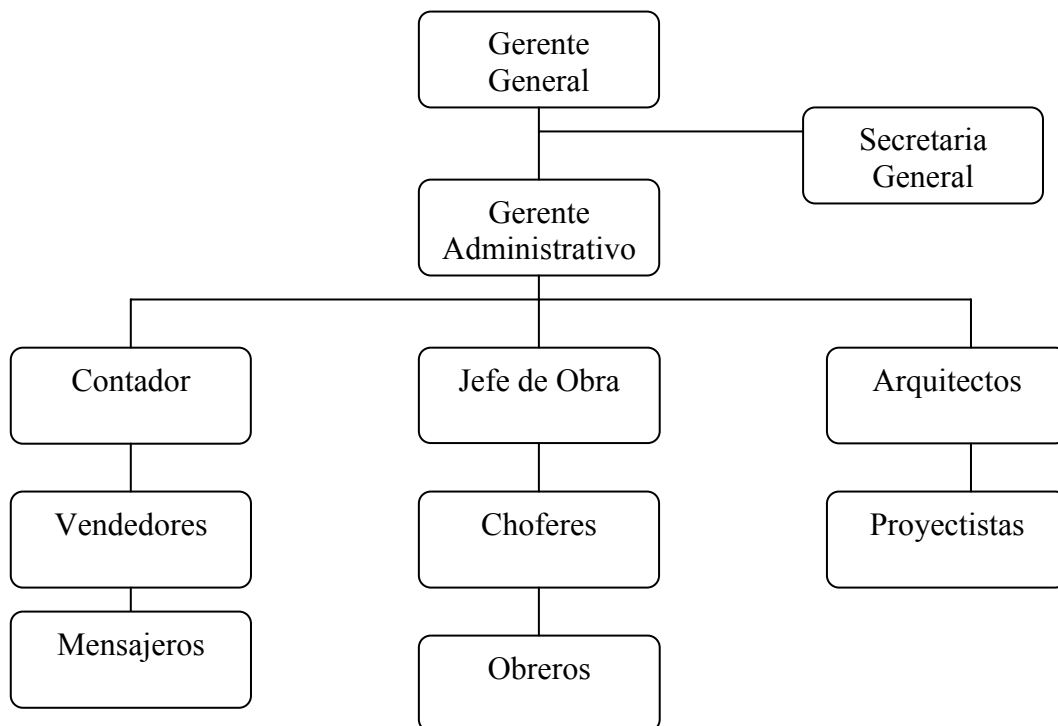 Gerente
General
Secretaria
General
Gerente
Administrativo
Contador
Jefe de Obra
Arquitectos
Vendedores
Choferes
Proyectistas
Mensajeros
Obreros